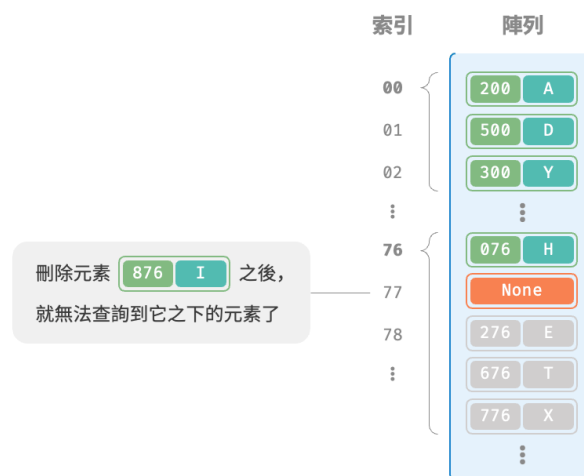 索引 陣列
00 200 A
01 500 D
02 300 Y
76 076 H
刪除元素 876 I 之後，
77 None
就無法查詢到它之下的元素了
78 276 E
676 T
776 X